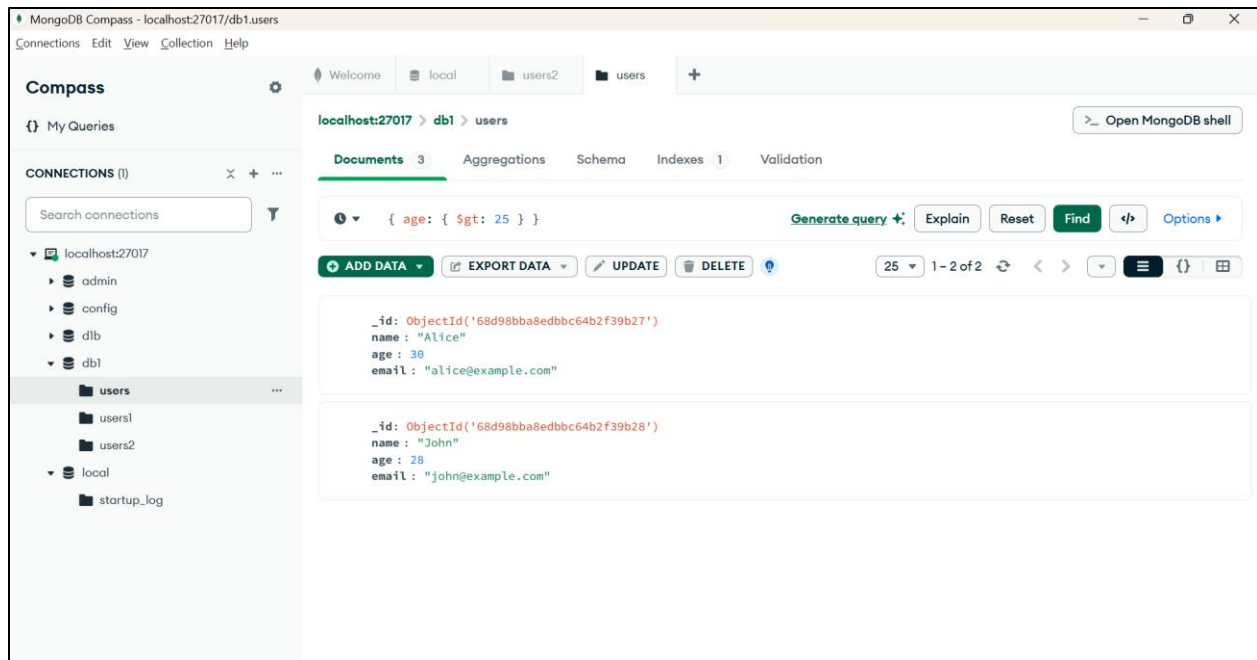 MongoDB Compass - localhost:27017/db1.users
Connections Edit View Collection Help
Compass
{} My Queries
CONNECTIONS (1)
Search connections
localhost:27017
admin
config
d1b
db1
users
users1
users2
local
startup_log
Welcome local users2 users
localhost:27017 > db1 > users
>_ Open MongoDB shell
Documents 3 Aggregations Schema Indexes 1 Validation
{ age: { $gt: 25 } }
Generate query Explain Reset Find </> Options
ADD DATA EXPORT DATA UPDATE DELETE 25 1 – 2 of 2 {}
_id: ObjectId('68d98bba8edbbc64b2f39b27')
name : "Alice"
age : 30
email : "alice@example.com"
_id: ObjectId('68d98bba8edbbc64b2f39b28')
name : "John"
age : 28
email : "john@example.com"